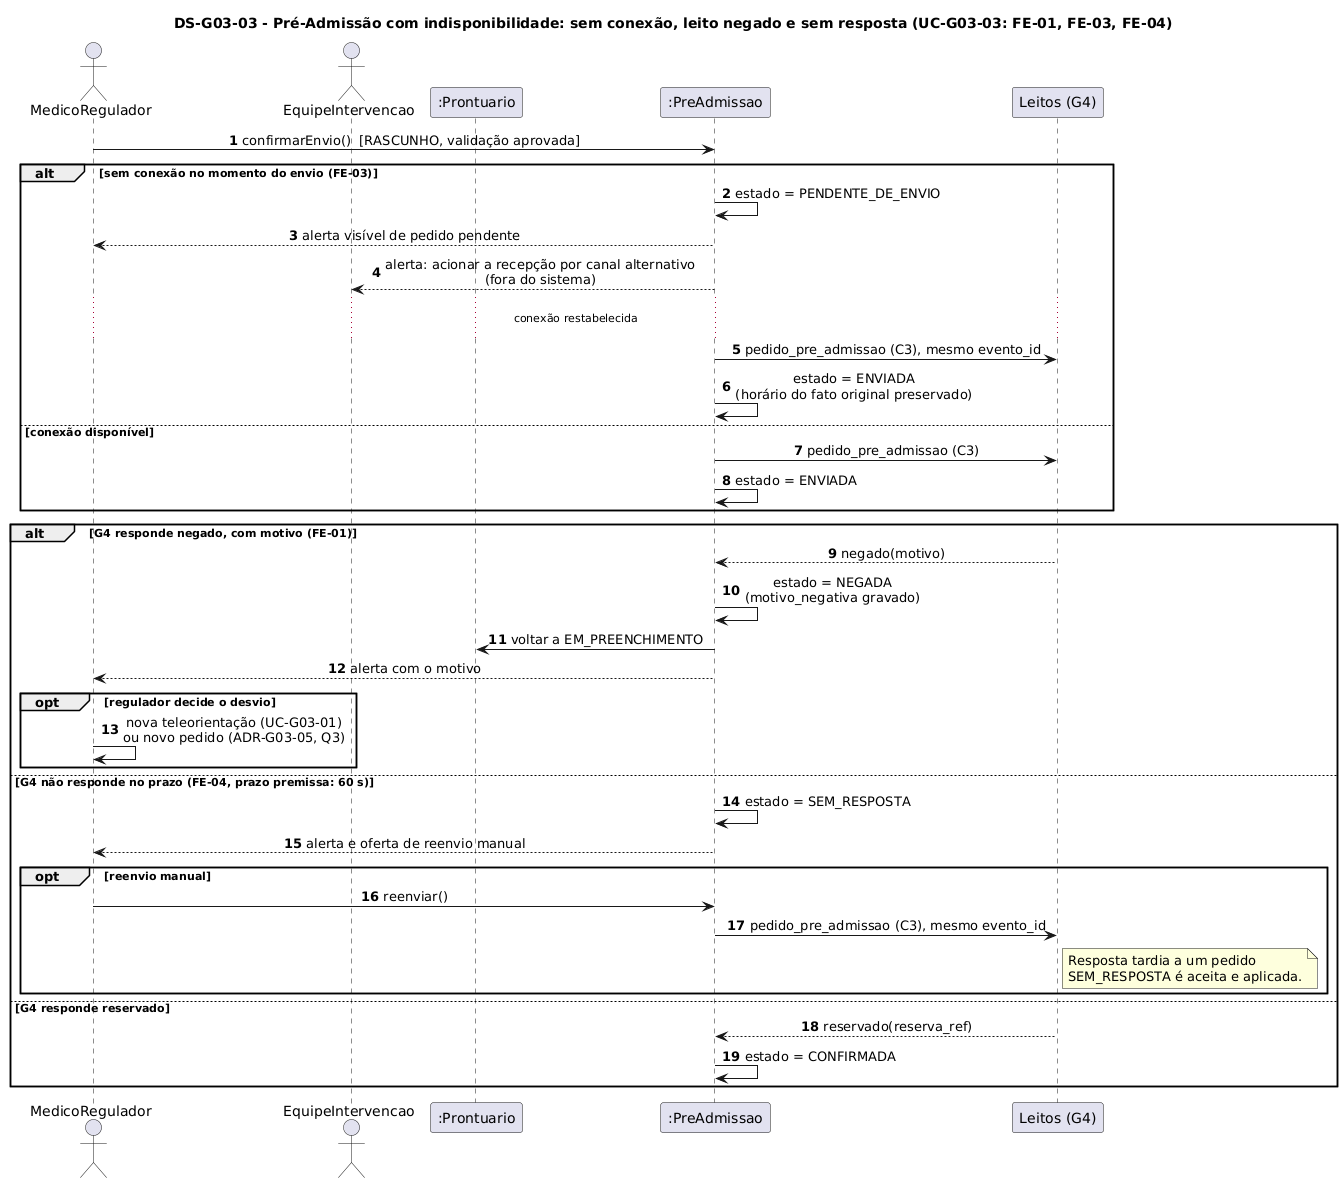 DS-G03-03 - Pré-Admissão com indisponibilidade: sem conexão, leito negado e sem resposta (UC-G03-03: FE-01, FE-03, FE-04)
MedicoRegulador
EquipeIntervencao
:Prontuario
:PreAdmissao
Leitos (G4)
1 confirmarEnvio() [RASCUNHO, validação aprovada]
alt [sem conexão no momento do envio (FE-03)]
2 estado = PENDENTE_DE_ENVIO
3 alerta visível de pedido pendente
4 alerta: acionar a recepção por canal alternativo
(fora do sistema)
conexão restabelecida
5 pedido_pre_admissao (C3), mesmo evento_id
6 estado = ENVIADA
(horário do fato original preservado)
[conexão disponível]
7 pedido_pre_admissao (C3)
8 estado = ENVIADA
alt [G4 responde negado, com motivo (FE-01)]
9 negado(motivo)
10 estado = NEGADA
(motivo_negativa gravado)
11 voltar a EM_PREENCHIMENTO
12 alerta com o motivo
opt [regulador decide o desvio]
13 nova teleorientação (UC-G03-01)
ou novo pedido (ADR-G03-05, Q3)
[G4 não responde no prazo (FE-04, prazo premissa: 60 s)]
14 estado = SEM_RESPOSTA
15 alerta e oferta de reenvio manual
opt [reenvio manual]
16 reenviar()
17 pedido_pre_admissao (C3), mesmo evento_id
Resposta tardia a um pedido
SEM_RESPOSTA é aceita e aplicada.
[G4 responde reservado]
18 reservado(reserva_ref)
19 estado = CONFIRMADA
MedicoRegulador
EquipeIntervencao
:Prontuario
:PreAdmissao
Leitos (G4)